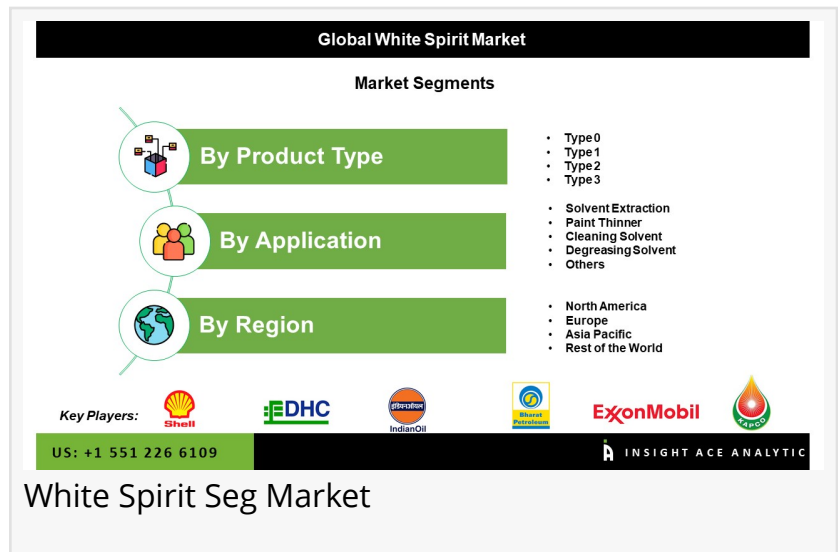 Global White Spirit Market
Market Segments
By Product Type
• Type 0
• Type 1
• Type 2
• Type 3
By Application
• Solvent Extraction
• Paint Thinner
• Cleaning Solvent
• Degreasing Solvent
• Others
By Region
• North America
• Europe
• Asia Pacific
• Rest of the World
Key Players:
Shell
DHC
इंडियनऑयल
IndianOil
Bharat
Petroleum
ExxonMobil
KAPCO
US: +1 551 226 6109
INSIGHT ACE ANALYTIC
White Spirit Seg Market